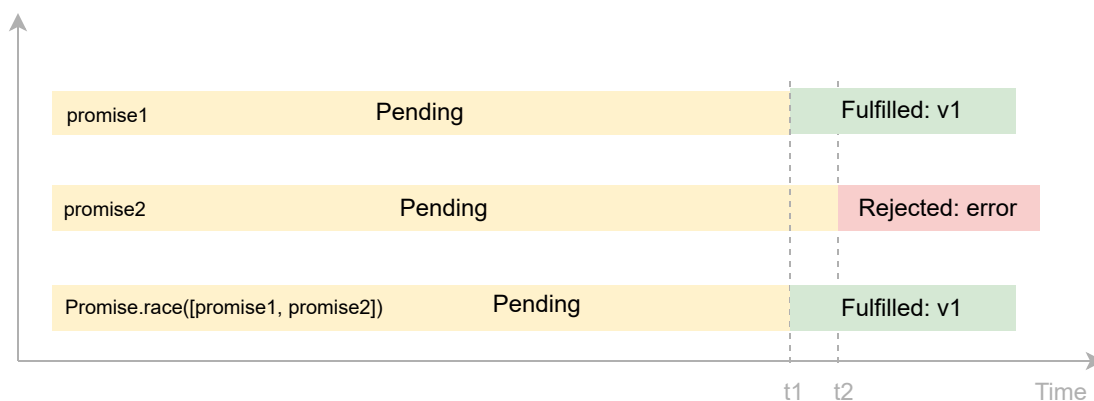 promise1 Pending Fulfilled: v1
promise2 Pending Rejected: error
Promise.race([promise1, promise2]) Pending Fulfilled: v1
t1 t2 Time